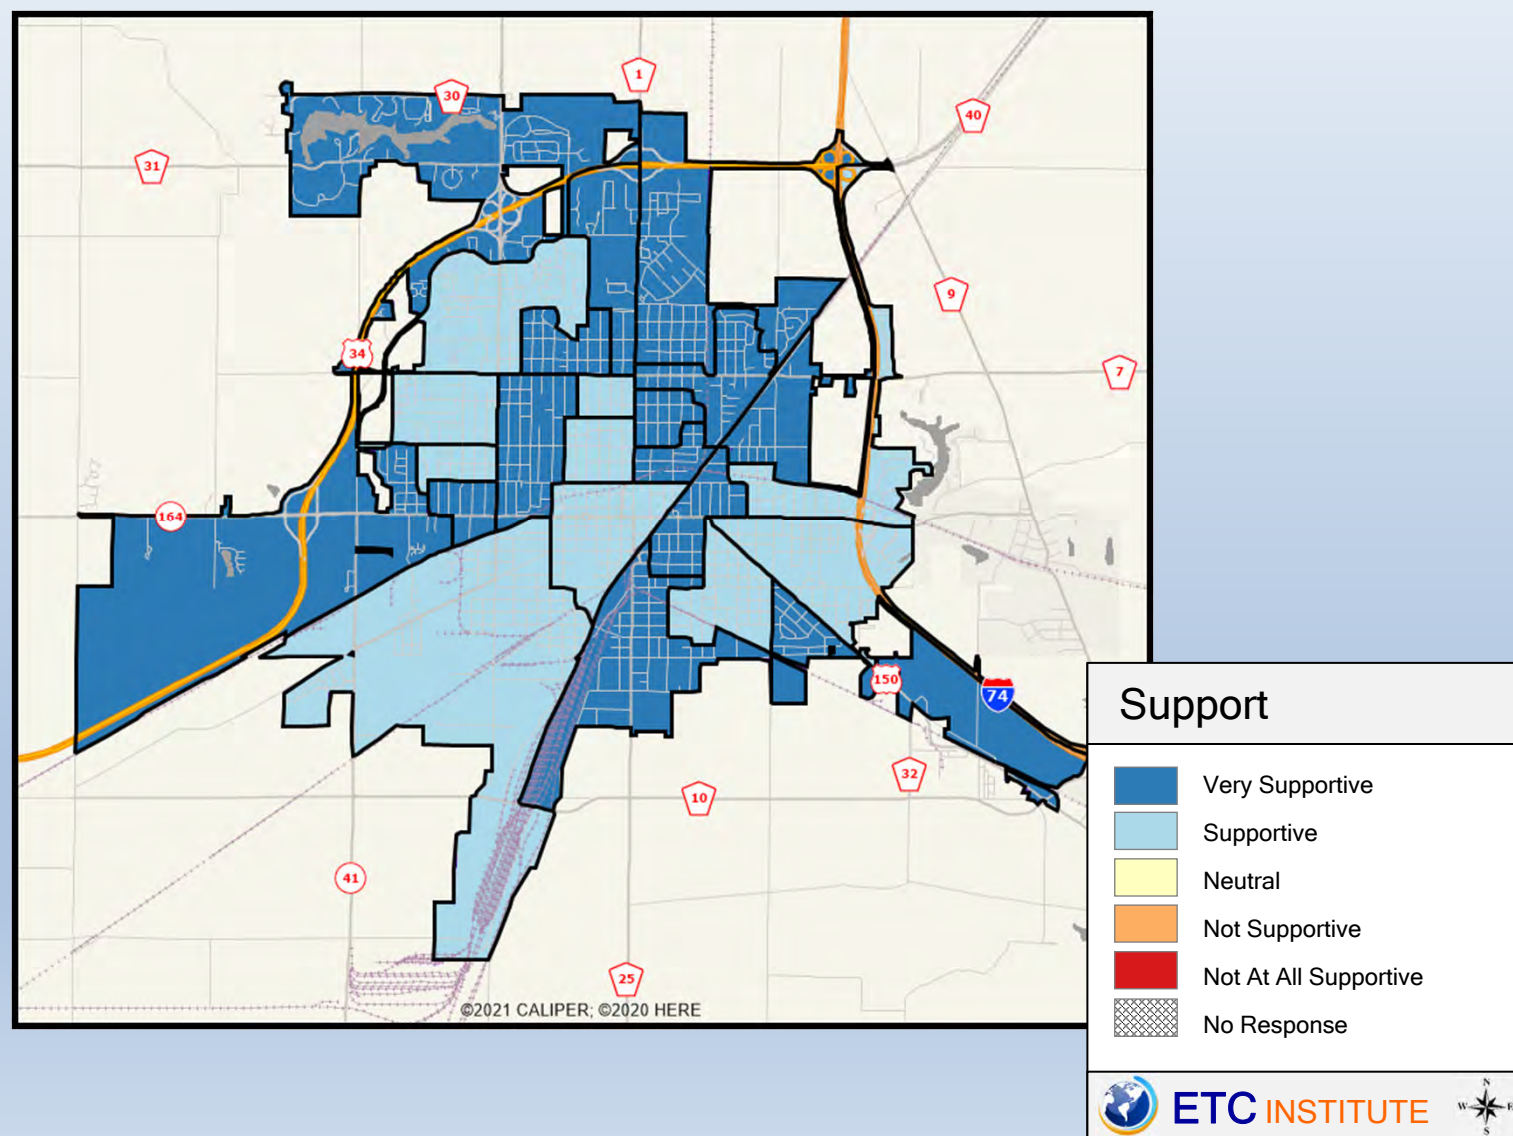 1
30
40
31
9
34
7
164
150
74
32
10
41
25
©2021 CALIPER; ©2020 HERE
Support
Very Supportive
Supportive
Neutral
Not Supportive
Not At All Supportive
No Response
ETC INSTITUTE
N
W E
S